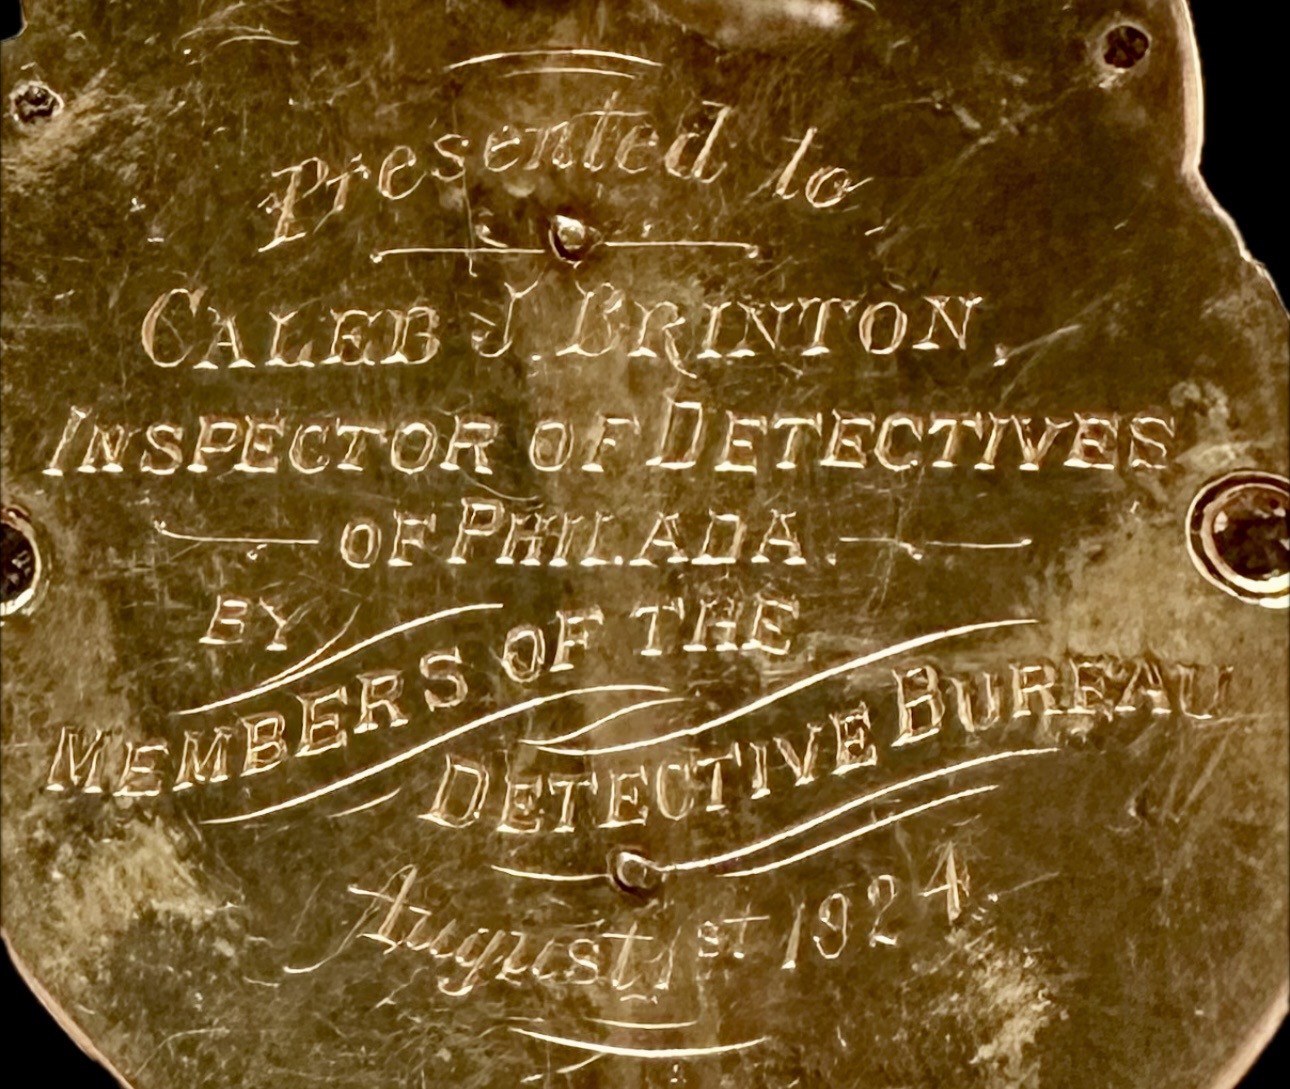 presented to
CALEB J. BRINTON,
INSPECTOR OF DETECTIVES
OF PHILADA.
BY
MEMBERS OF THE
DETECTIVE BUREAU
August 1ST 1924.